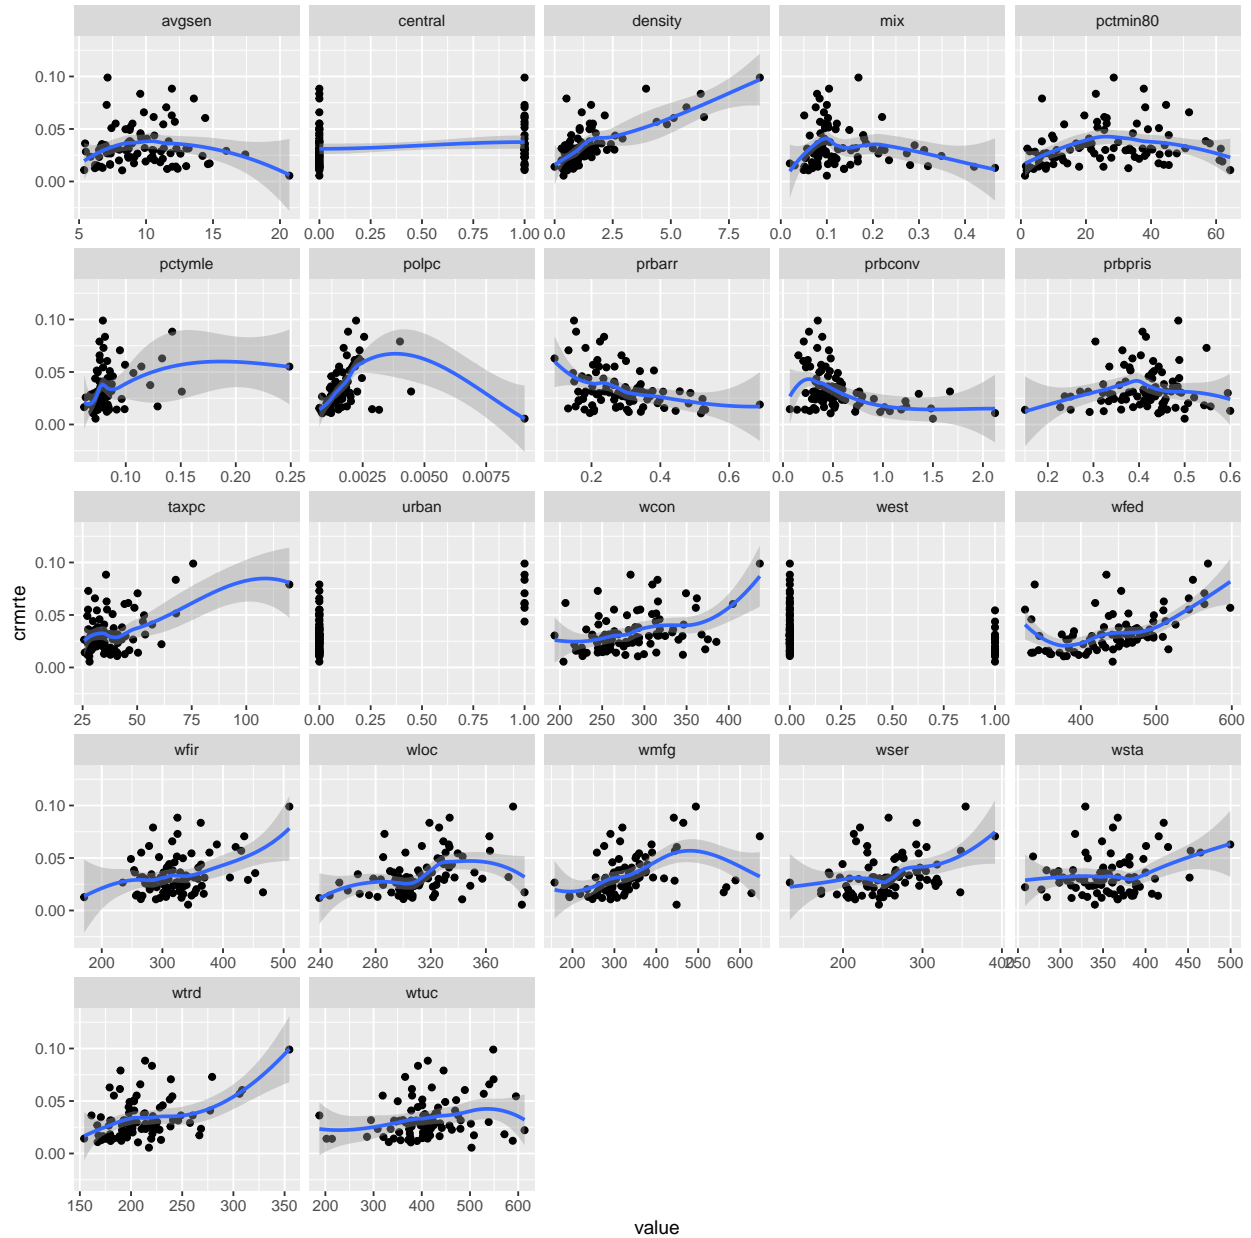 avgsen central density mix pctmin80
0.10
0.05
0.00
5 10 15 20 0.00 0.25 0.50 0.75 1.00 0.0 2.5 5.0 7.5 0.0 0.1 0.2 0.3 0.4 0 20 40 60
pctymle polpc prbarr prbconv prbpris
0.10
0.05
0.00
0.10 0.15 0.20 0.25 0.0025 0.0050 0.0075 0.2 0.4 0.6 0.0 0.5 1.0 1.5 2.0 0.2 0.3 0.4 0.5 0.6
taxpc urban wcon west wfed
0.10
0.05
0.00
25 50 75 100 0.00 0.25 0.50 0.75 1.00 200 250 300 350 400 0.00 0.25 0.50 0.75 1.00 400 500 600
crmrte
wfir wloc wmfg wser wsta
0.10
0.05
0.00
200 300 400 500 240 280 320 360 200 300 400 500 600 200 300 400 250 300 350 400 450 500
wtrd wtuc
0.10
0.05
0.00
150 200 250 300 350 200 300 400 500 600
value